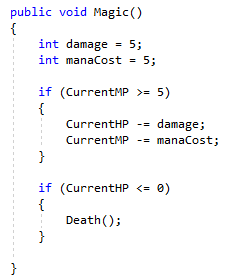 public void Magic()
{
    int damage = 5;
    int manaCost = 5;

    if (CurrentMP >= 5)
    {
        CurrentHP -= damage;
        CurrentMP -= manaCost;
    }

    if (CurrentHP <= 0)
    {
        Death();
    }

}